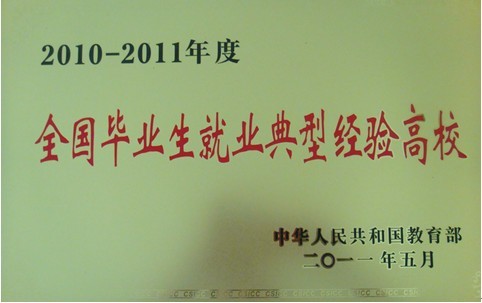 2010-2011年度
全国毕业生就业典型经验高校
中华人民共和国教育部
二〇一一年五月